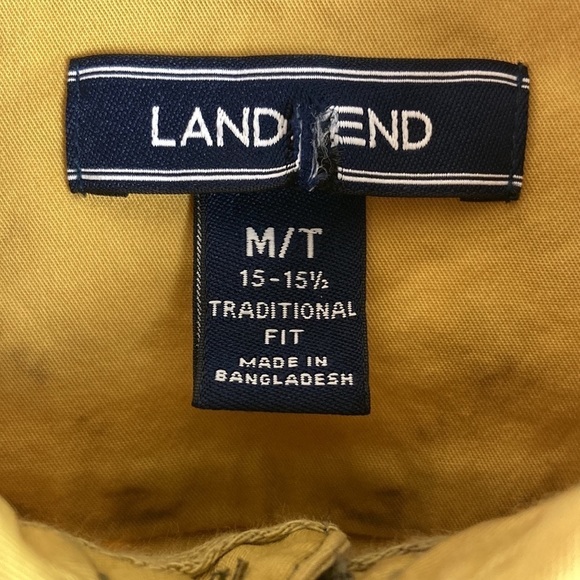 LAND END
M/T
15-15½
TRADITIONAL
FIT
MADE IN
BANGLADESH